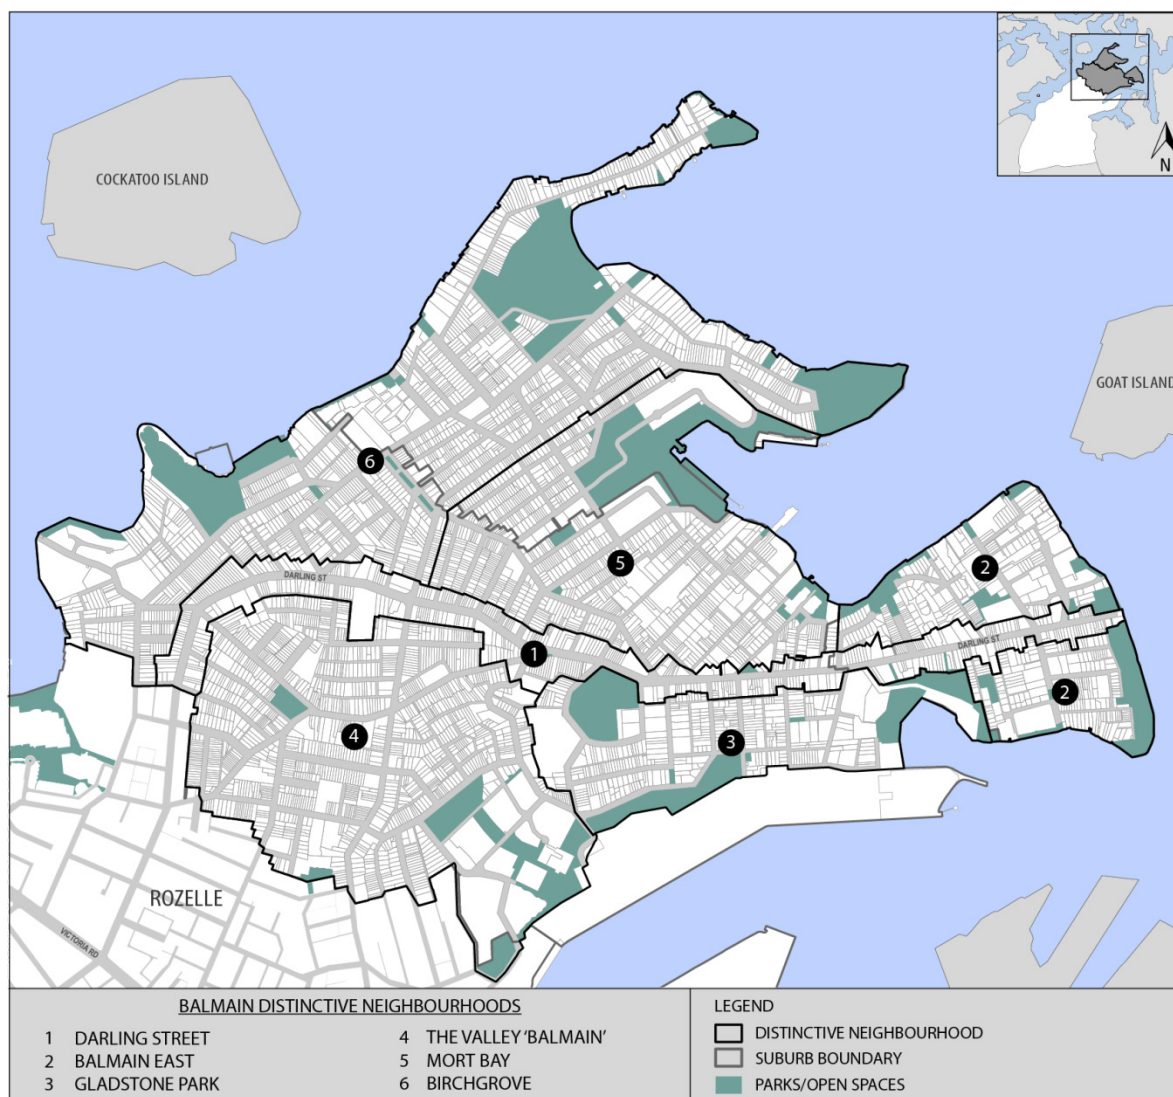 N
COCKATOO ISLAND
GOAT ISLAND
6
5
2
DARLING ST
DARLING ST
1
2
4
3
ROZELLE
VICTORIA RD
BALMAIN DISTINCTIVE NEIGHBOURHOODS
1 DARLING STREET
2 BALMAIN EAST
3 GLADSTONE PARK
4 THE VALLEY ‘BALMAIN’
5 MORT BAY
6 BIRCHGROVE
LEGEND
DISTINCTIVE NEIGHBOURHOOD
SUBURB BOUNDARY
PARKS/OPEN SPACES